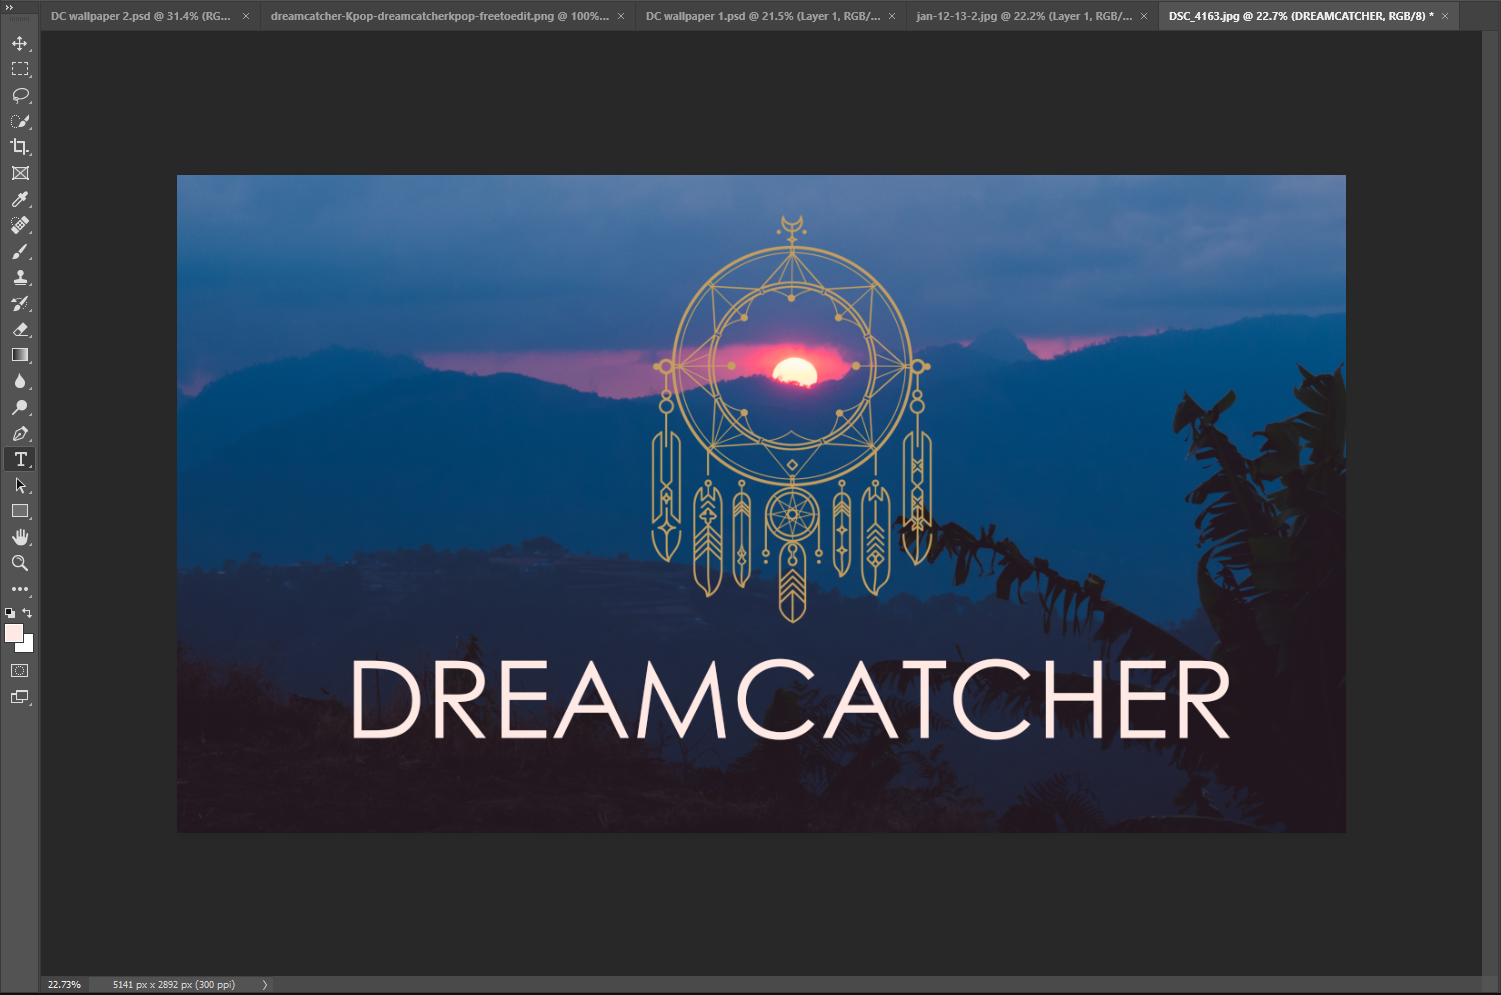 DC wallpaper 2.psd @ 31.4% (RG...
dreamcatcher-Kpop-dreamcatcherkpop-freetoedit.png @ 100%...
DC wallpaper 1.psd @ 21.5% (Layer 1, RGB/...
jan-12-13-2.jpg @ 22.2% (Layer 1, RGB/...
DSC_4163.jpg @ 22.7% (DREAMCATCHER, RGB/8) *
T
DREAMCATCHER
22.73%
5141 px x 2892 px (300 ppi)